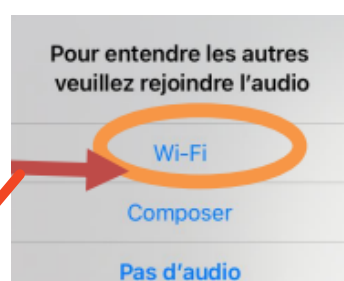 Pour entendre les autres
veuillez rejoindre l'audio
Wi-Fi
Composer
Pas d'audio